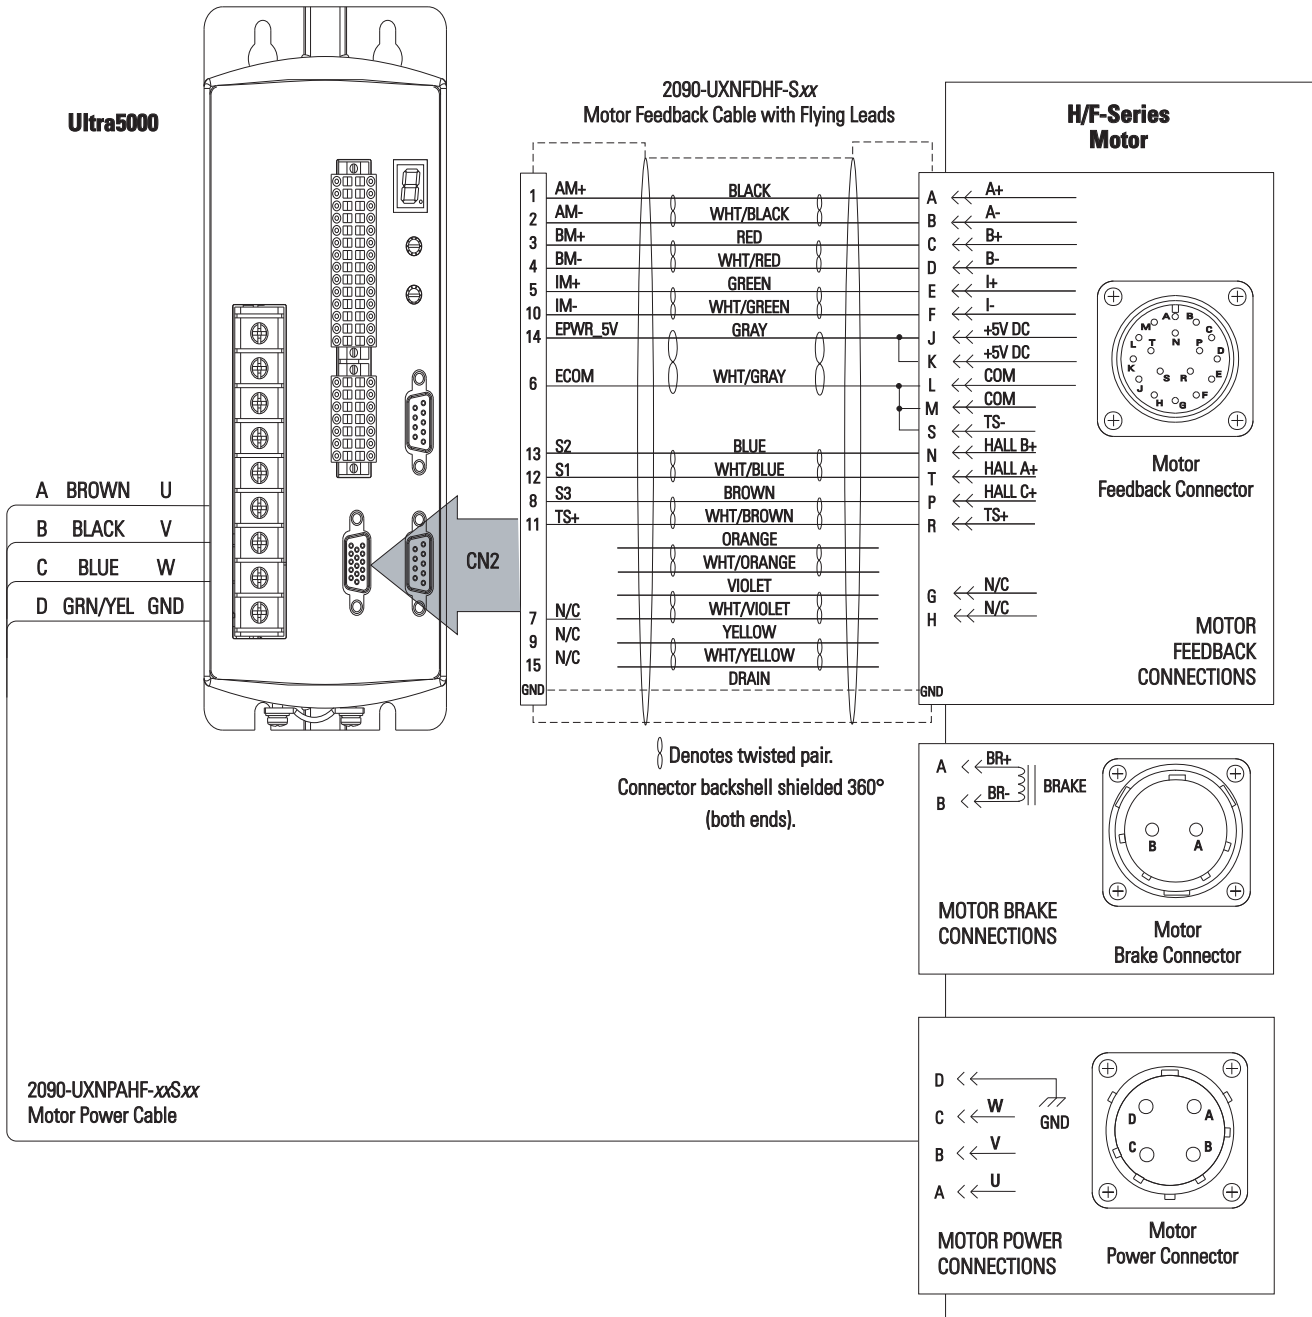 Ultra5000
2090-UXNFDHF-Sxx
Motor Feedback Cable with Flying Leads
H/F-Series
Motor
1 AM+ BLACK A A+
2 AM- WHT/BLACK B A-
3 BM+ RED C B+
4 BM- WHT/RED D B-
5 IM+ GREEN E I+
10 IM- WHT/GREEN F I-
14 EPWR_5V GRAY J +5V DC
K +5V DC
6 ECOM WHT/GRAY L COM
M COM
S TS-
13 S2 BLUE N HALL B+
12 S1 WHT/BLUE T HALL A+
8 S3 BROWN P HALL C+
11 TS+ WHT/BROWN R TS+
ORANGE
WHT/ORANGE
VIOLET
G N/C
7 N/C WHT/VIOLET H N/C
9 N/C YELLOW
15 N/C WHT/YELLOW
DRAIN
GND GND
CN2
A B C D E F G H J K L M N P R S T
Motor
Feedback Connector
MOTOR
FEEDBACK
CONNECTIONS
A BROWN U
B BLACK V
C BLUE W
D GRN/YEL GND
Denotes twisted pair.
Connector backshell shielded 360°
(both ends).
A BR+
B BR- BRAKE
B A
MOTOR BRAKE
CONNECTIONS
Motor
Brake Connector
2090-UXNPAHF-xxSxx
Motor Power Cable
D GND
C W
B V
A U
D A
C B
MOTOR POWER
CONNECTIONS
Motor
Power Connector